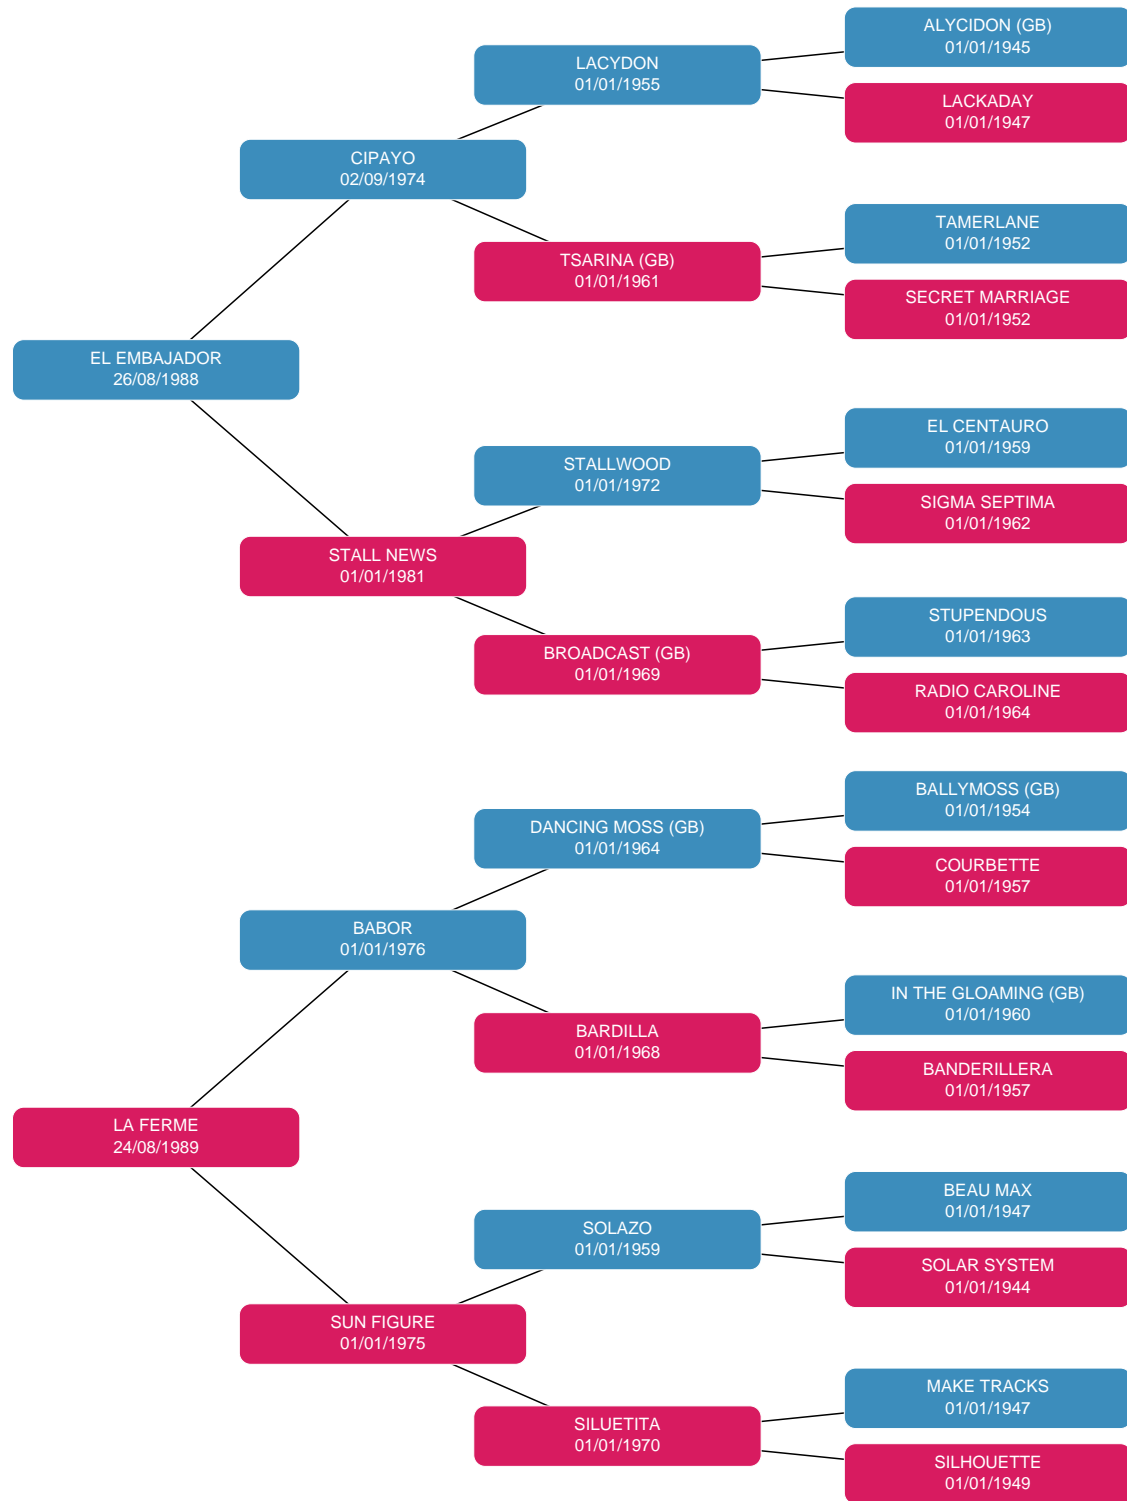 ALYCIDON (GB)
01/01/1945
LACYDON
01/01/1955
LACKADAY
01/01/1947
CIPAYO
02/09/1974
TAMERLANE
01/01/1952
TSARINA (GB)
01/01/1961
SECRET MARRIAGE
01/01/1952
EL EMBAJADOR
26/08/1988
EL CENTAURO
01/01/1959
STALLWOOD
01/01/1972
SIGMA SEPTIMA
01/01/1962
STALL NEWS
01/01/1981
STUPENDOUS
01/01/1963
BROADCAST (GB)
01/01/1969
RADIO CAROLINE
01/01/1964
BALLYMOSS (GB)
01/01/1954
DANCING MOSS (GB)
01/01/1964
COURBETTE
01/01/1957
BABOR
01/01/1976
IN THE GLOAMING (GB)
01/01/1960
BARDILLA
01/01/1968
BANDERILLERA
01/01/1957
LA FERME
24/08/1989
BEAU MAX
01/01/1947
SOLAZO
01/01/1959
SOLAR SYSTEM
01/01/1944
SUN FIGURE
01/01/1975
MAKE TRACKS
01/01/1947
SILUETITA
01/01/1970
SILHOUETTE
01/01/1949